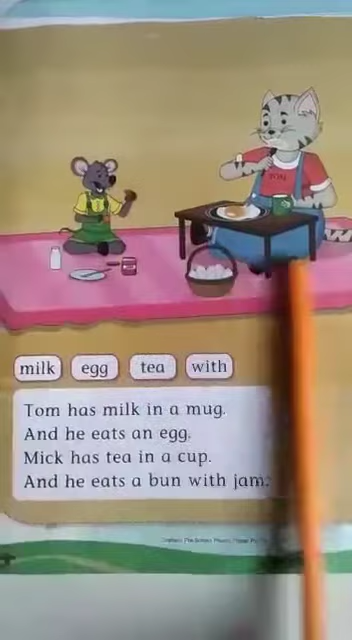 TOM
milk egg tea with
Tom has milk in a mug.
And he eats an egg.
Mick has tea in a cup.
And he eats a bun with jam.